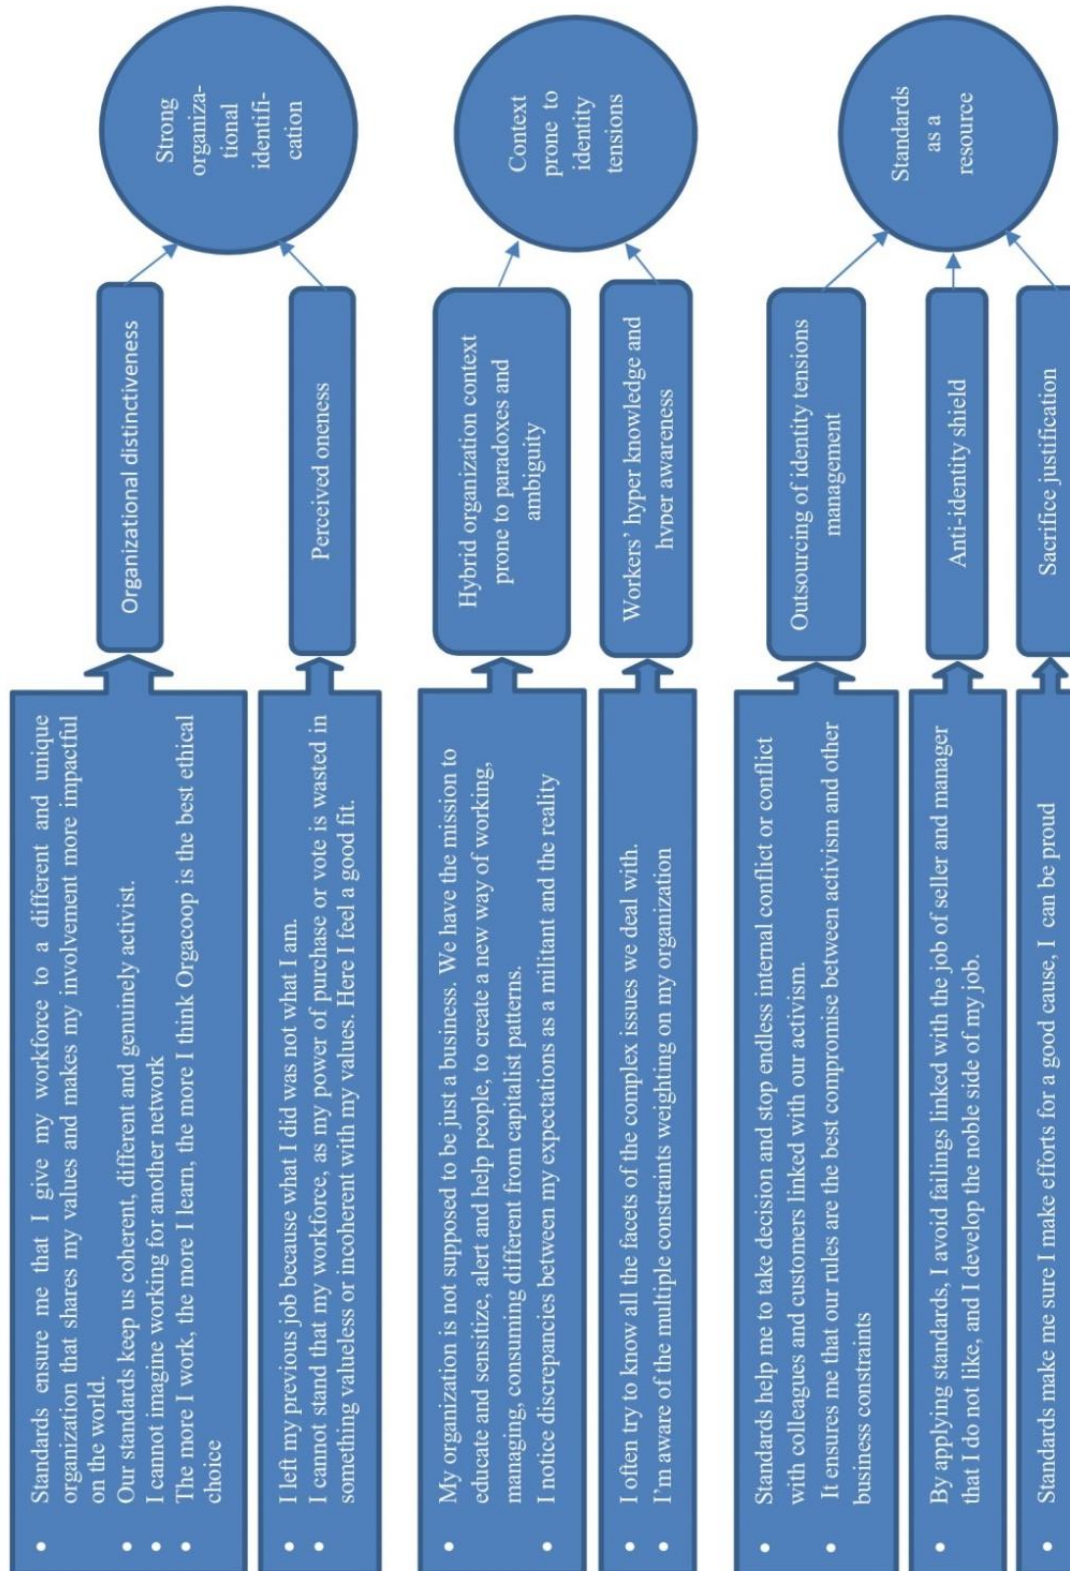 • Standards ensure me that I give my workforce to a different and unique
organization that shares my values and makes my involvement more impactful
on the world.
• Our standards keep us coherent, different and genuinely activist.
• I cannot imagine working for another network
• The more I work, the more I learn, the more I think Orgacoop is the best ethical
choice
Organizational distinctiveness
• I left my previous job because what I did was not what I am.
• I cannot stand that my workforce, as my power of purchase or vote is wasted in
something valueless or incoherent with my values. Here I feel a good fit.
Perceived oneness
Strong
organiza-
tional
identifi-
cation
• My organization is not supposed to be just a business. We have the mission to
educate and sensitize, alert and help people, to create a new way of working,
managing, consuming different from capitalist patterns.
• I notice discrepancies between my expectations as a militant and the reality
Hybrid organization context
prone to paradoxes and
ambiguity
• I often try to know all the facets of the complex issues we deal with.
• I'm aware of the multiple constraints weighting on my organization
Workers' hyper knowledge and
hyper awareness
Context
prone to
identity
tensions
• Standards help me to take decision and stop endless internal conflict or conflict
with colleagues and customers linked with our activism.
• It ensures me that our rules are the best compromise between activism and other
business constraints
Outsourcing of identity tensions
management
• By applying standards, I avoid failings linked with the job of seller and manager
that I do not like, and I develop the noble side of my job.
Anti-identity shield
• Standards make me sure I make efforts for a good cause, I can be proud
Sacrifice justification
Standards
as a
resource